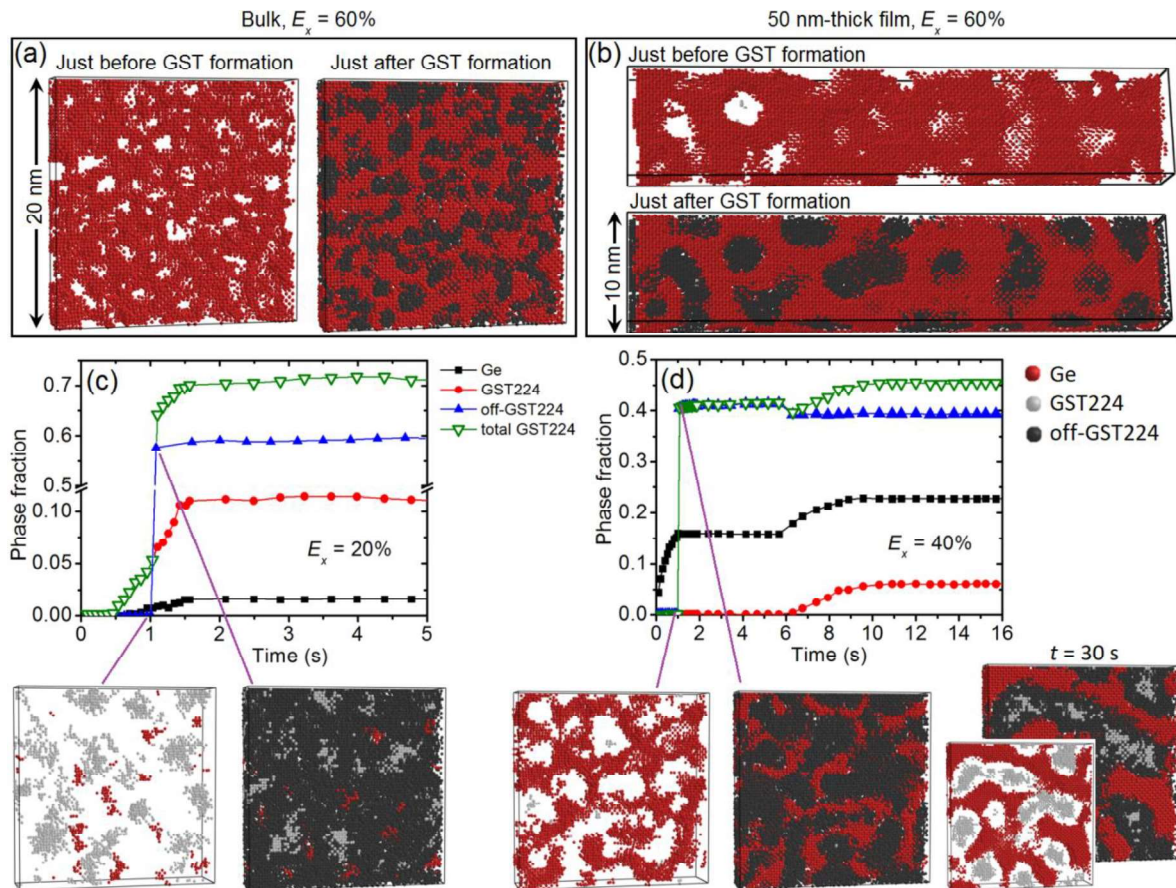 Bulk, Eₓ = 60%
50 nm-thick film, Eₓ = 60%
(a)
Just before GST formation
Just after GST formation
20 nm
(b)
Just before GST formation
Just after GST formation
10 nm
(c)
0.7
0.6
0.5
0.10
0.05
0.00
Phase fraction
Ge
GST224
off-GST224
total GST224
Eₓ = 20%
0 1 2 3 4 5
Time (s)
(d)
0.5
0.4
0.3
0.2
0.1
0.0
Phase fraction
Eₓ = 40%
0 2 4 6 8 10 12 14 16
Time (s)
Ge
GST224
off-GST224
t = 30 s